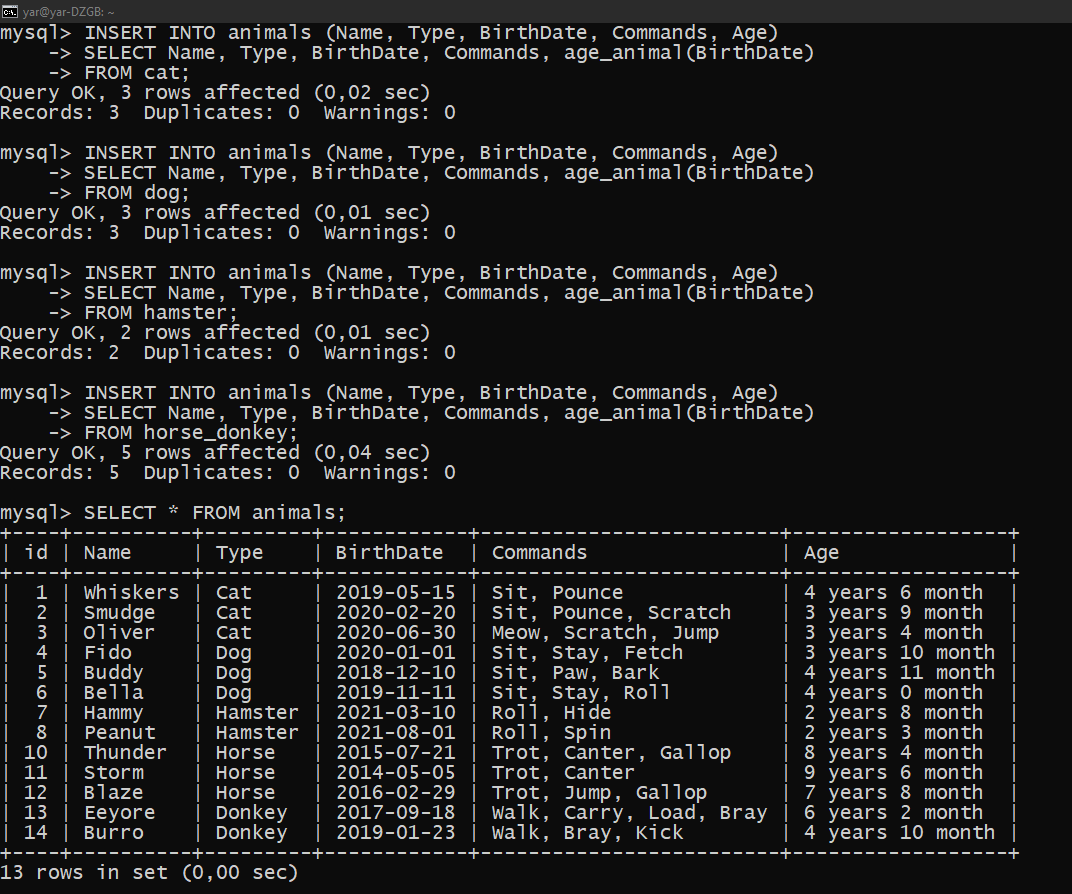 yar@yar-DZGB: ~
mysql> INSERT INTO animals (Name, Type, BirthDate, Commands, Age)
    -> SELECT Name, Type, BirthDate, Commands, age_animal(BirthDate)
    -> FROM cat;
Query OK, 3 rows affected (0,02 sec)
Records: 3  Duplicates: 0  Warnings: 0

mysql> INSERT INTO animals (Name, Type, BirthDate, Commands, Age)
    -> SELECT Name, Type, BirthDate, Commands, age_animal(BirthDate)
    -> FROM dog;
Query OK, 3 rows affected (0,01 sec)
Records: 3  Duplicates: 0  Warnings: 0

mysql> INSERT INTO animals (Name, Type, BirthDate, Commands, Age)
    -> SELECT Name, Type, BirthDate, Commands, age_animal(BirthDate)
    -> FROM hamster;
Query OK, 2 rows affected (0,01 sec)
Records: 2  Duplicates: 0  Warnings: 0

mysql> INSERT INTO animals (Name, Type, BirthDate, Commands, Age)
    -> SELECT Name, Type, BirthDate, Commands, age_animal(BirthDate)
    -> FROM horse_donkey;
Query OK, 5 rows affected (0,04 sec)
Records: 5  Duplicates: 0  Warnings: 0

mysql> SELECT * FROM animals;
+----+-----------+---------+------------+--------------------------+------------------+
| id | Name      | Type    | BirthDate  | Commands                 | Age              |
+----+-----------+---------+------------+--------------------------+------------------+
|  1 | Whiskers  | Cat     | 2019-05-15 | Sit, Pounce              | 4 years 6 month  |
|  2 | Smudge    | Cat     | 2020-02-20 | Sit, Pounce, Scratch     | 3 years 9 month  |
|  3 | Oliver    | Cat     | 2020-06-30 | Meow, Scratch, Jump      | 3 years 4 month  |
|  4 | Fido      | Dog     | 2020-01-01 | Sit, Stay, Fetch         | 3 years 10 month |
|  5 | Buddy     | Dog     | 2018-12-10 | Sit, Paw, Bark           | 4 years 11 month |
|  6 | Bella     | Dog     | 2019-11-11 | Sit, Stay, Roll          | 4 years 0 month  |
|  7 | Hammy     | Hamster | 2021-03-10 | Roll, Hide               | 2 years 8 month  |
|  8 | Peanut    | Hamster | 2021-08-01 | Roll, Spin               | 2 years 3 month  |
| 10 | Thunder   | Horse   | 2015-07-21 | Trot, Canter, Gallop     | 8 years 4 month  |
| 11 | Storm     | Horse   | 2014-05-05 | Trot, Canter             | 9 years 6 month  |
| 12 | Blaze     | Horse   | 2016-02-29 | Trot, Jump, Gallop       | 7 years 8 month  |
| 13 | Eeyore    | Donkey  | 2017-09-18 | Walk, Carry, Load, Bray  | 6 years 2 month  |
| 14 | Burro     | Donkey  | 2019-01-23 | Walk, Bray, Kick         | 4 years 10 month |
+----+-----------+---------+------------+--------------------------+------------------+
13 rows in set (0,00 sec)